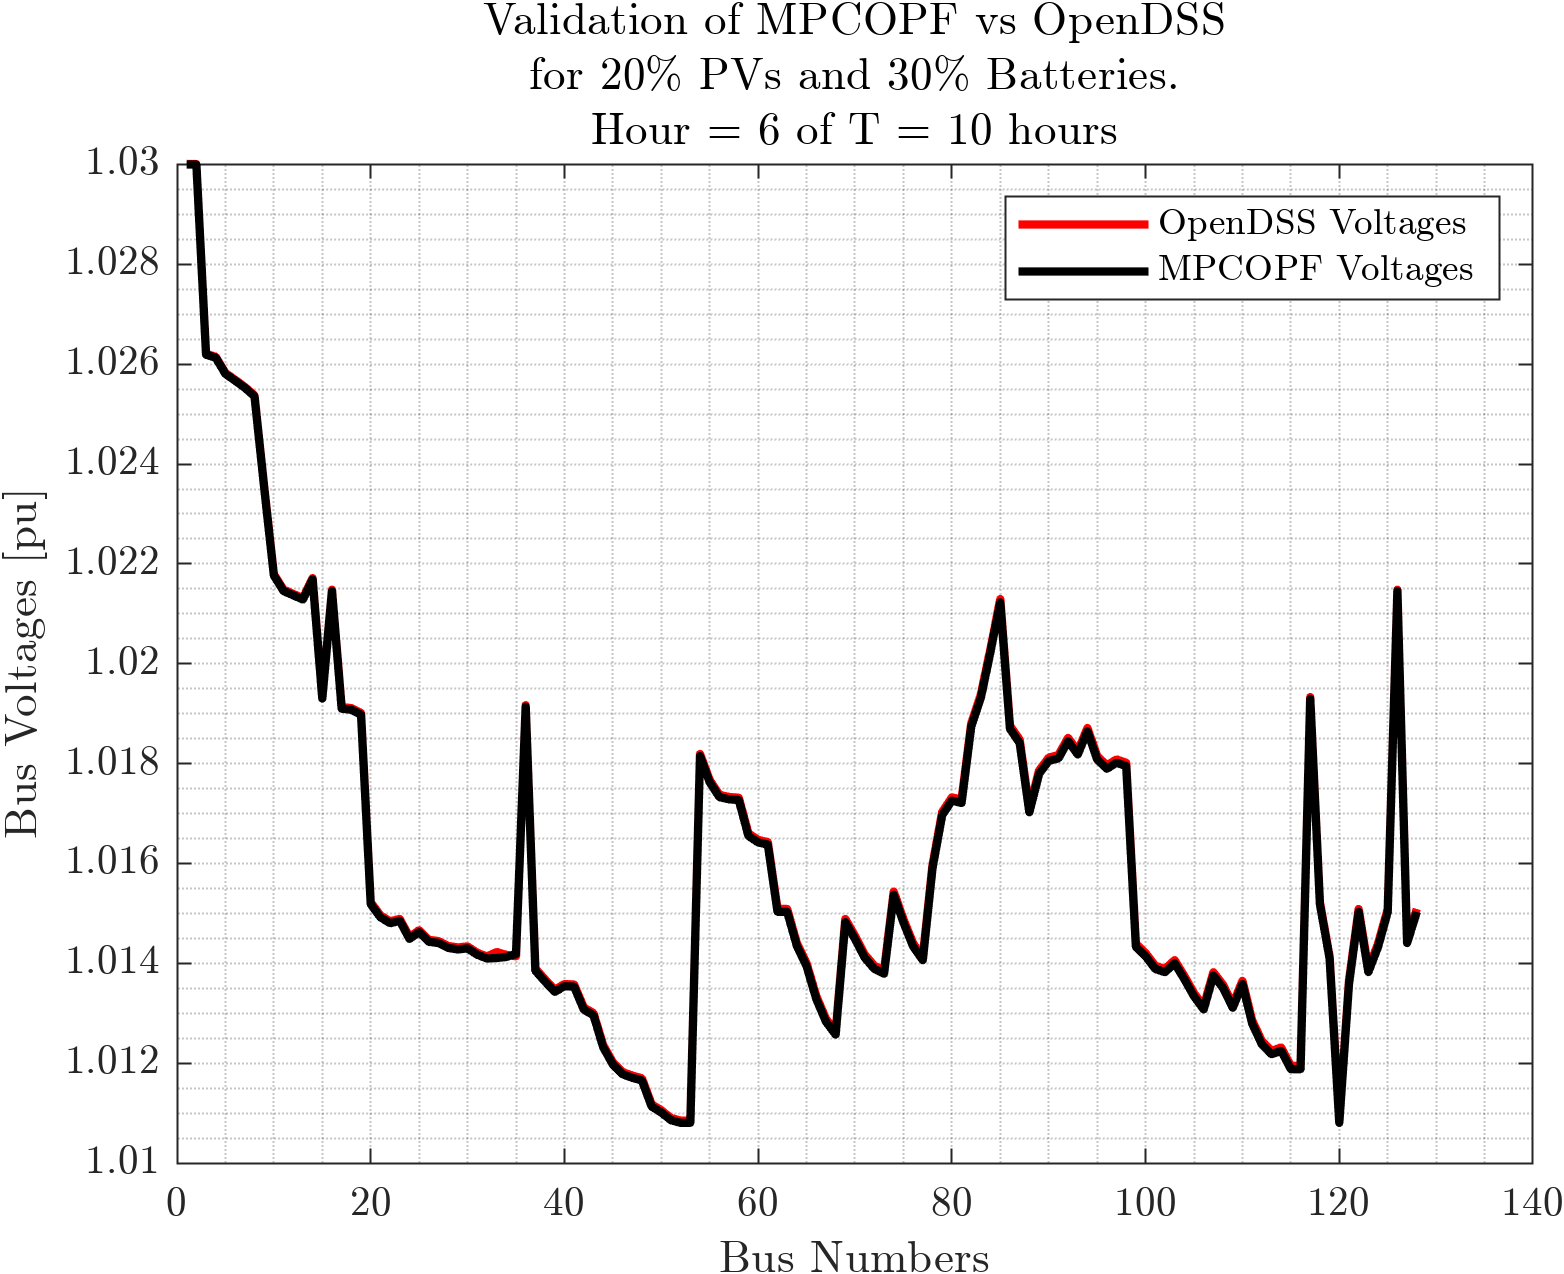 Validation of MPCOPF vs OpenDSS
for 20% PVs and 30% Batteries.
Hour = 6 of T = 10 hours
OpenDSS Voltages
MPCOPF Voltages
Bus Voltages [pu]
1.03
1.028
1.026
1.024
1.022
1.02
1.018
1.016
1.014
1.012
1.01
0 20 40 60 80 100 120 140
Bus Numbers